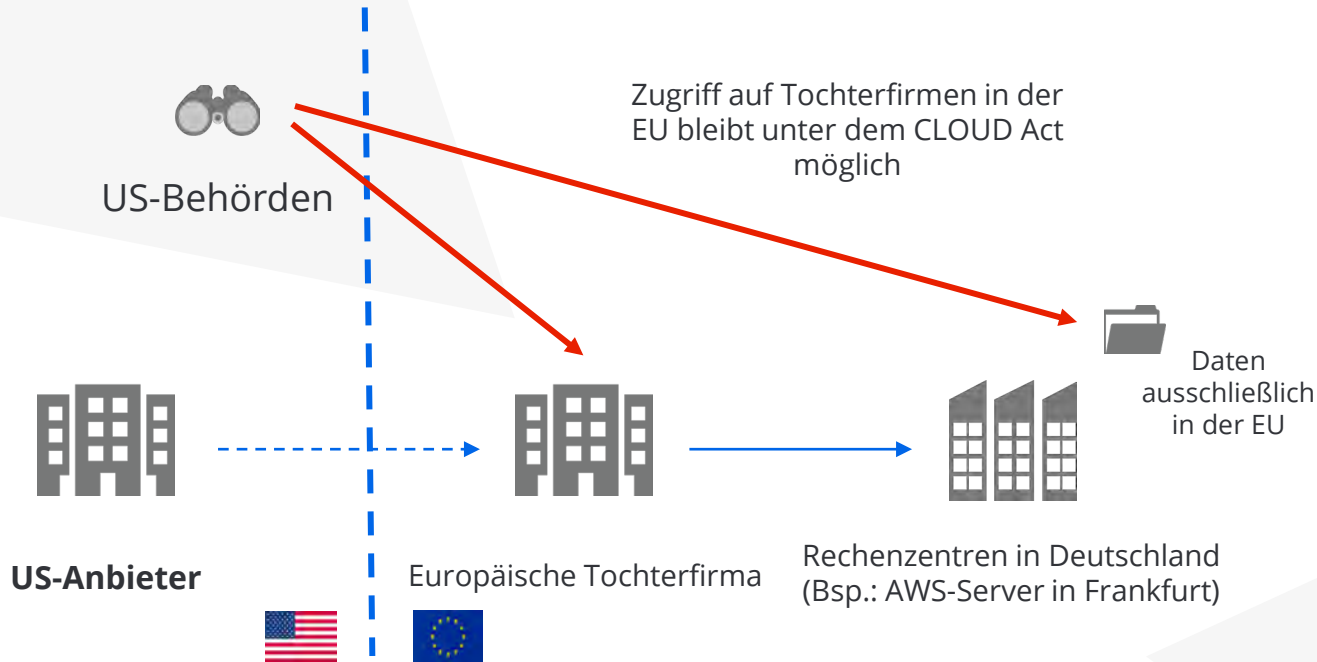 Zugriff auf Tochterfirmen in der
EU bleibt unter dem CLOUD Act
möglich
US-Behörden
Daten
ausschließlich
in der EU
US-Anbieter
Europäische Tochterfirma
Rechenzentren in Deutschland
(Bsp.: AWS-Server in Frankfurt)